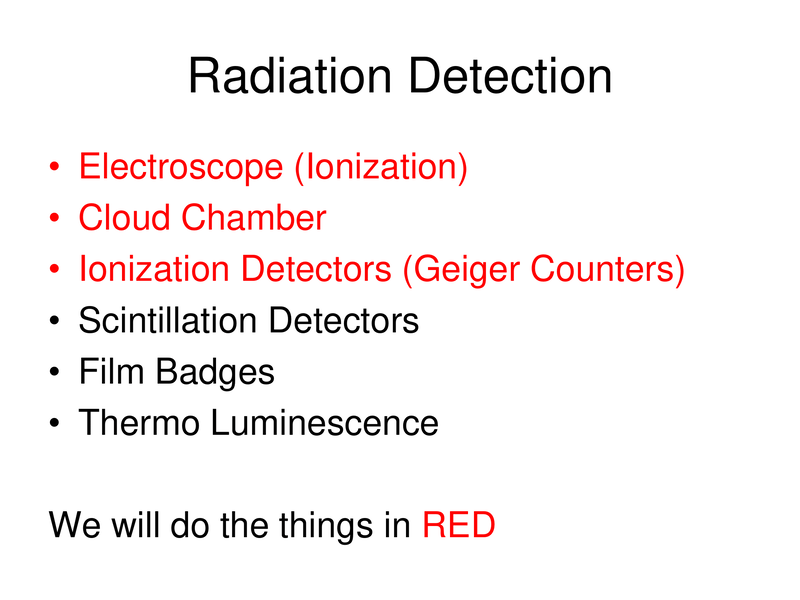 Radiation Detection
• Electroscope (Ionization)
• Cloud Chamber
• Ionization Detectors (Geiger Counters)
• Scintillation Detectors
• Film Badges
• Thermo Luminescence
We will do the things in RED